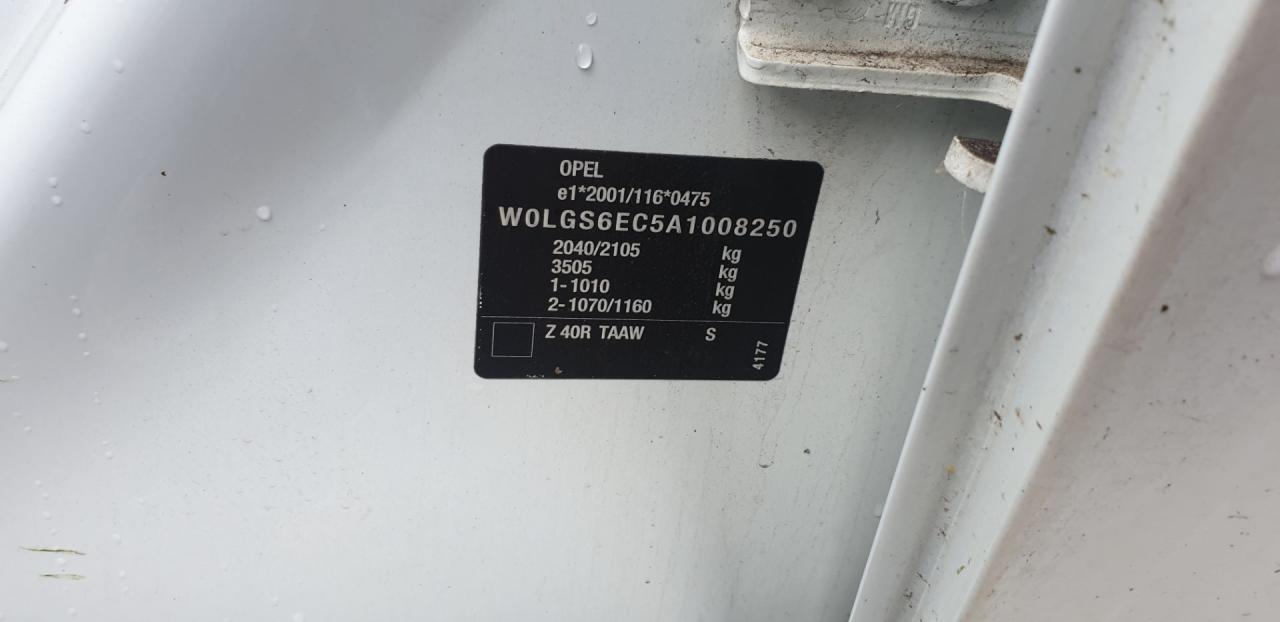 OPEL
e1*2001/116*0475
W0LGS6EC5A1008250
2040/2105 kg
3505 kg
1-1010 kg
2-1070/1160 kg
Z 40R TAAW S
4177